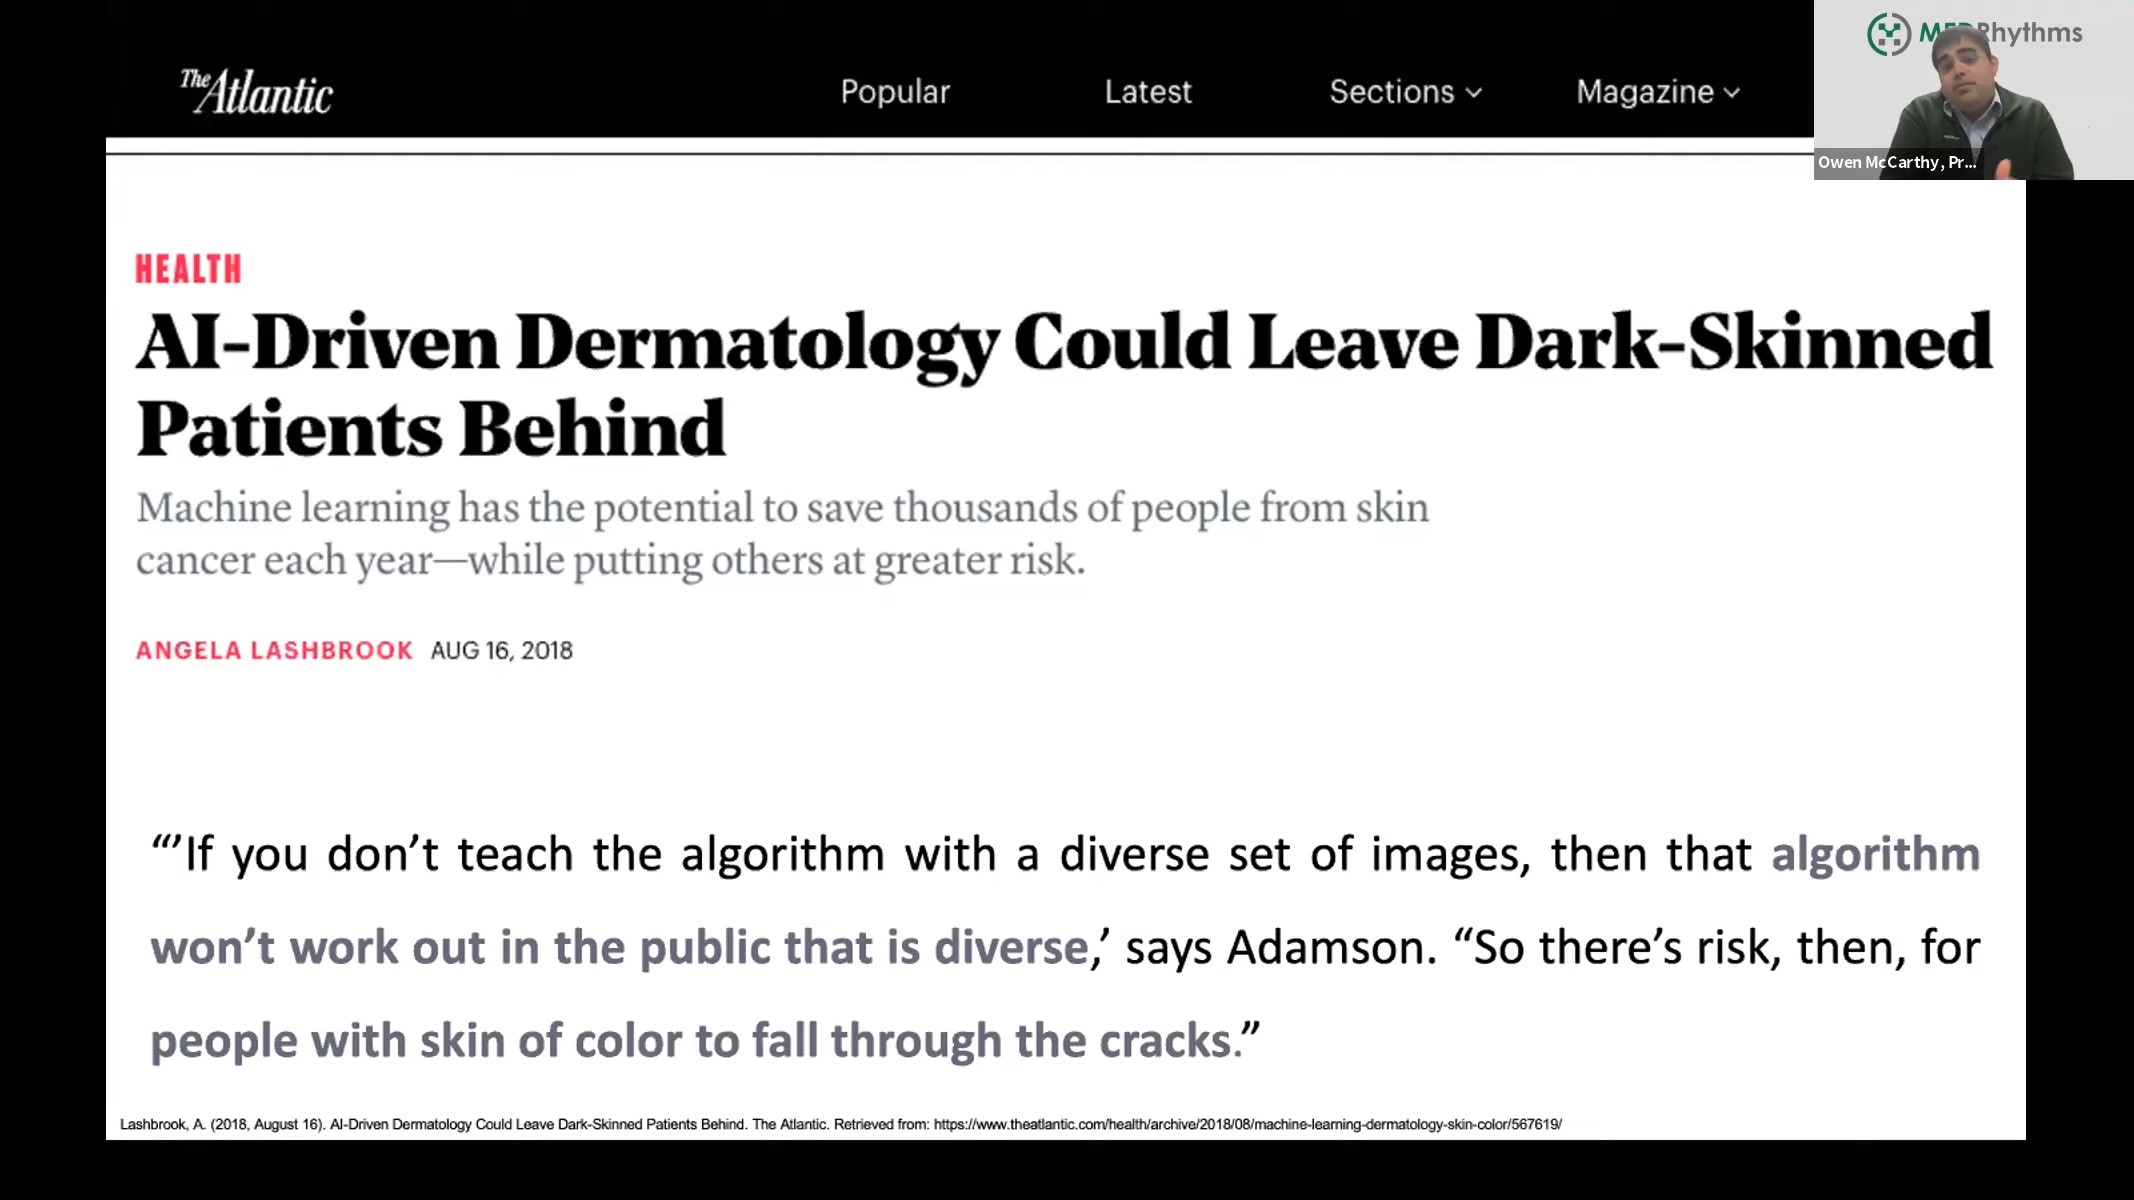 The Atlantic
Popular Latest Sections Magazine
MEDRhythms
Owen McCarthy, Pr...
HEALTH
AI-Driven Dermatology Could Leave Dark-Skinned
Patients Behind
Machine learning has the potential to save thousands of people from skin
cancer each year—while putting others at greater risk.
ANGELA LASHBROOK AUG 16, 2018
“’If you don’t teach the algorithm with a diverse set of images, then that algorithm
won’t work out in the public that is diverse,’ says Adamson. “So there’s risk, then, for
people with skin of color to fall through the cracks.”
Lashbrook, A. (2018, August 16). AI-Driven Dermatology Could Leave Dark-Skinned Patients Behind. The Atlantic. Retrieved from: https://www.theatlantic.com/health/archive/2018/08/machine-learning-dermatology-skin-color/567619/